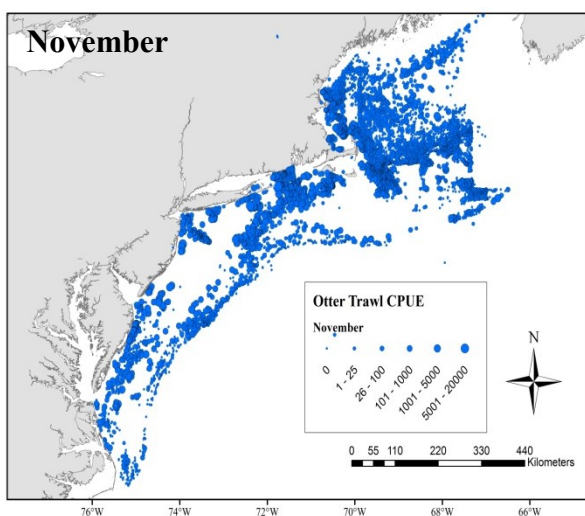 November
Otter Trawl CPUE
November
0
1 - 25
26 - 100
101 - 1000
1001 - 5000
5001 - 20000
N
0 55 110 220 330 440
Kilometers
76°W 74°W 72°W 70°W 68°W 66°W